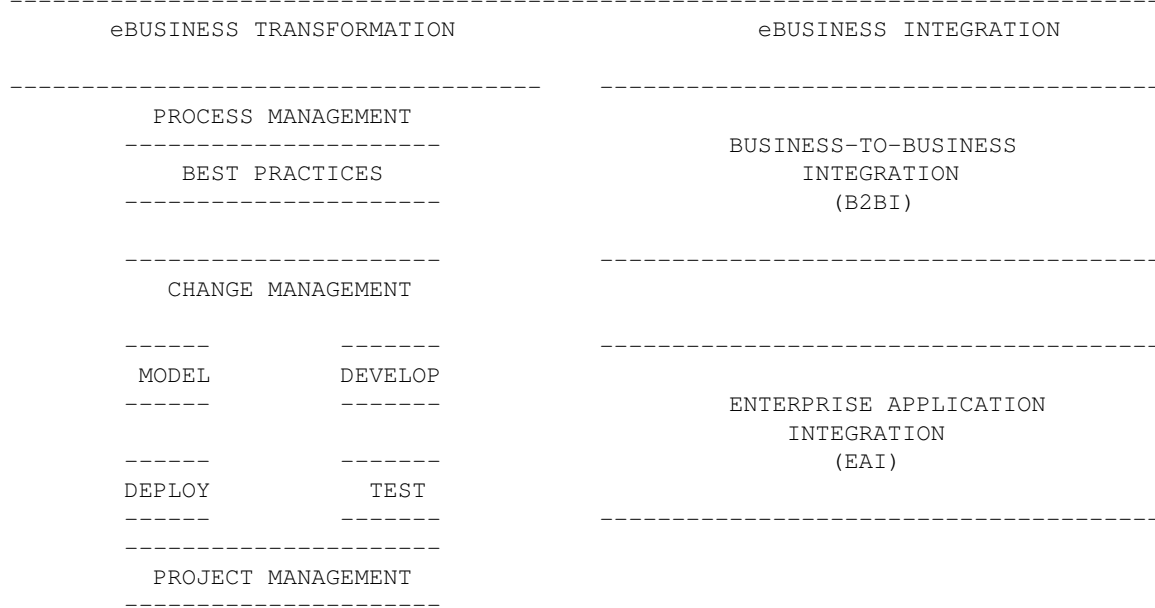 eBUSINESS TRANSFORMATION eBUSINESS INTEGRATION
PROCESS MANAGEMENT
BEST PRACTICES
CHANGE MANAGEMENT
MODEL DEVELOP
DEPLOY TEST
PROJECT MANAGEMENT
BUSINESS-TO-BUSINESS
INTEGRATION
(B2BI)
ENTERPRISE APPLICATION
INTEGRATION
(EAI)